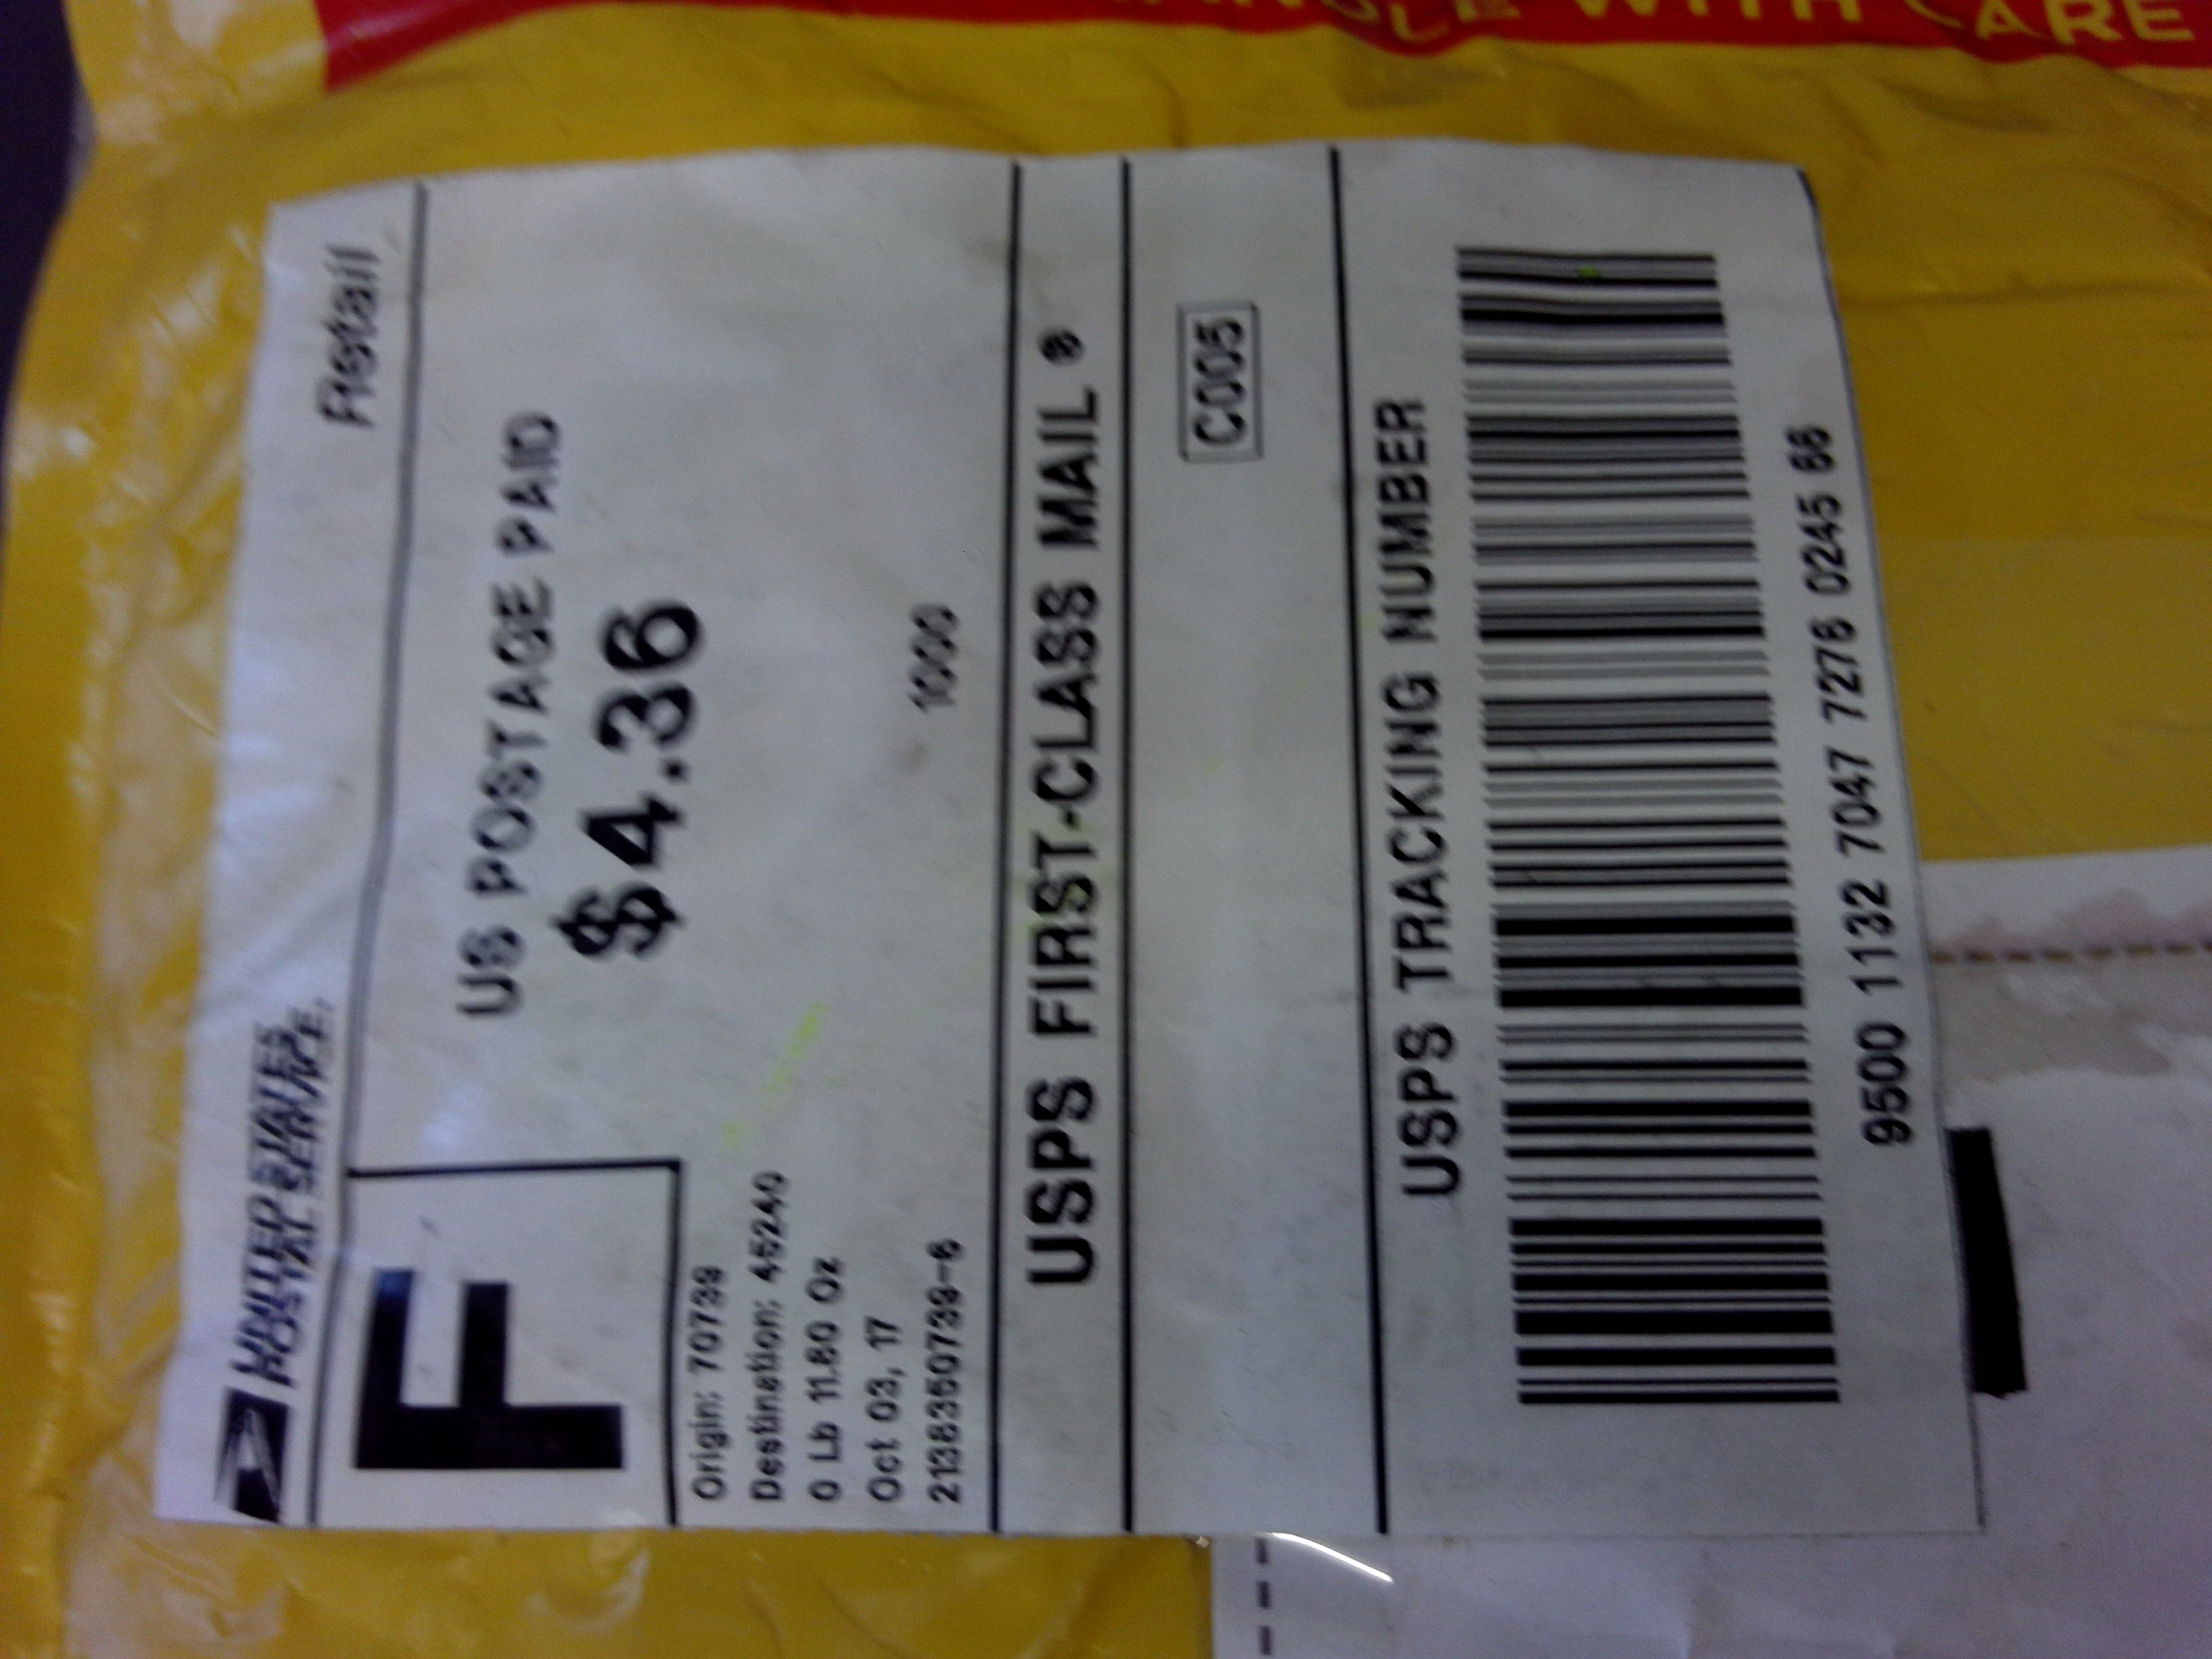 HANDLE WITH CARE
UNITED STATES
POSTAL SERVICE.
Retail
F
US POSTAGE PAID
$4.36
Origin: 70739
Destination: 45240
0 Lb 11.80 Oz
Oct 03, 17
2138350739-6
1000
USPS FIRST-CLASS MAIL ®
C005
USPS TRACKING NUMBER
9500 1132 7047 7276 0245 66